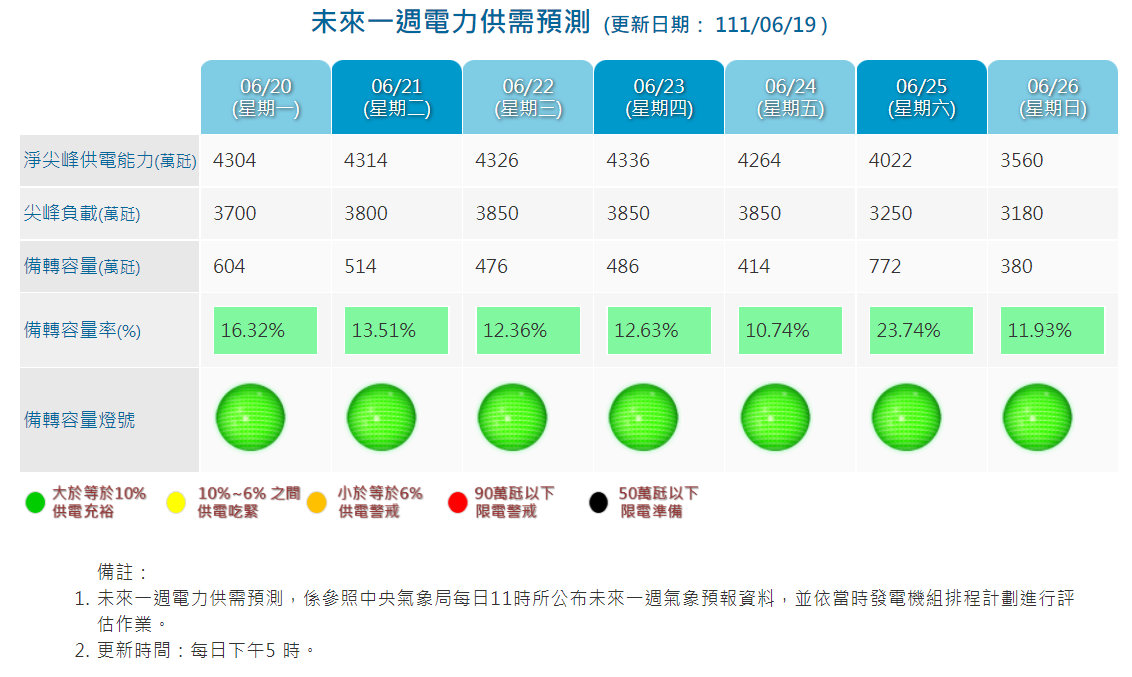 未來一週電力供需預測 (更新日期： 111/06/19 )
06/20 06/21 06/22 06/23 06/24 06/25 06/26
(星期一) (星期二) (星期三) (星期四) (星期五) (星期六) (星期日)
淨尖峰供電能力(萬瓩) 4304 4314 4326 4336 4264 4022 3560
尖峰負載(萬瓩) 3700 3800 3850 3850 3850 3250 3180
備轉容量(萬瓩) 604 514 476 486 414 772 380
備轉容量率(%) 16.32% 13.51% 12.36% 12.63% 10.74% 23.74% 11.93%
備轉容量燈號
大於等於10% 10%~6% 之間 小於等於6% 90萬瓩以下 50萬瓩以下
供電充裕 供電吃緊 供電警戒 限電警戒 限電準備
備註：
1. 未來一週電力供需預測，係參照中央氣象局每日11時所公布未來一週氣象預報資料，並依當時發電機組排程計劃進行評
估作業。
2. 更新時間：每日下午5 時。